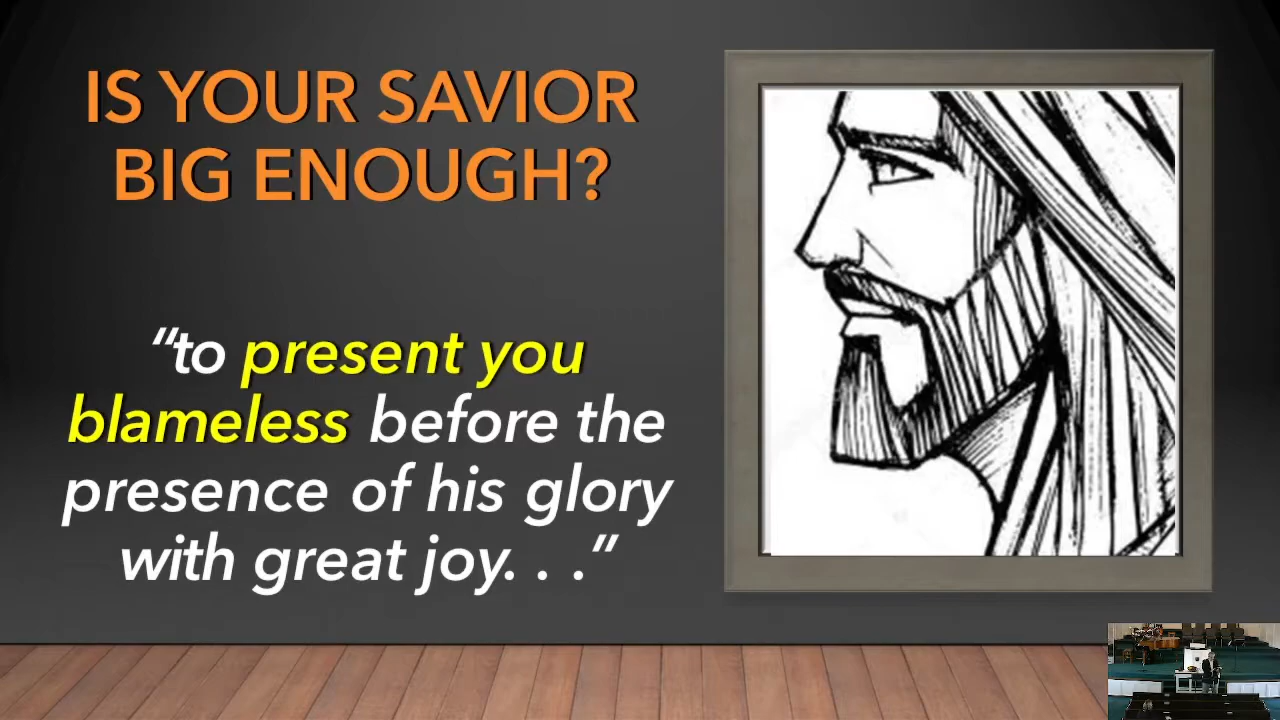 IS YOUR SAVIOR
BIG ENOUGH?
“to present you
blameless before the
presence of his glory
with great joy. . .”